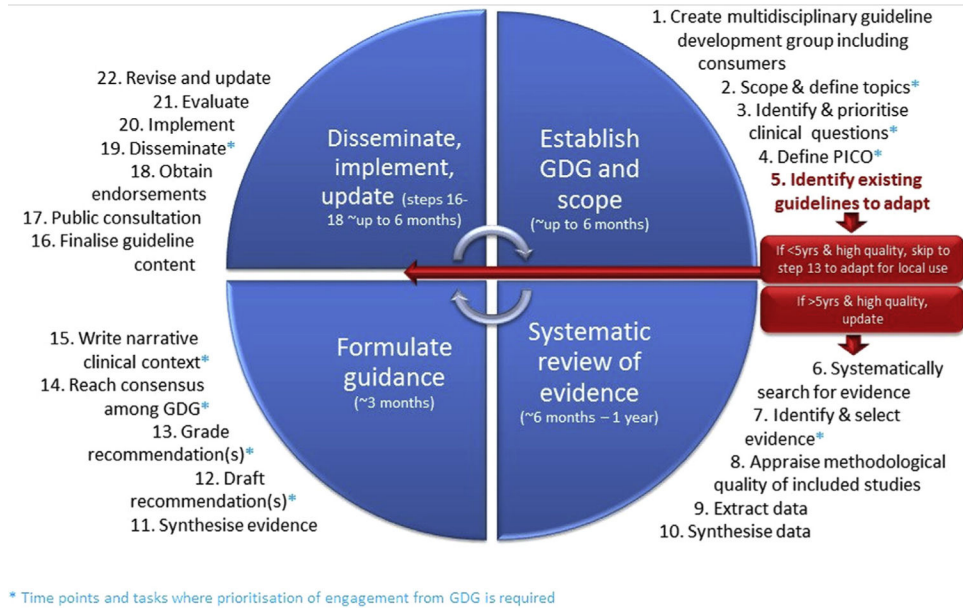 1. Create multidisciplinary guideline
development group including
consumers
2. Scope & define topics*
3. Identify & prioritise
clinical questions*
4. Define PICO*
5. Identify existing
guidelines to adapt
If <5yrs & high quality, skip to
step 13 to adapt for local use
If >5yrs & high quality,
update
6. Systematically
search for evidence
7. Identify & select
evidence*
8. Appraise methodological
quality of included studies
9. Extract data
10. Synthesise data
Establish
GDG and
scope
(~up to 6 months)
Systematic
review of
evidence
(~6 months – 1 year)
Formulate
guidance
(~3 months)
Disseminate,
implement,
update (steps 16-
18 ~up to 6 months)
22. Revise and update
21. Evaluate
20. Implement
19. Disseminate*
18. Obtain
endorsements
17. Public consultation
16. Finalise guideline
content
15. Write narrative
clinical context*
14. Reach consensus
among GDG*
13. Grade
recommendation(s)*
12. Draft
recommendation(s)*
11. Synthesise evidence
* Time points and tasks where prioritisation of engagement from GDG is required